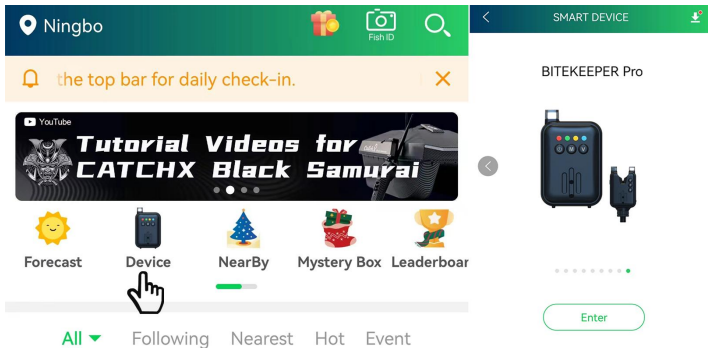 Ningbo
Fish ID
the top bar for daily check-in.
YouTube
Tutorial Videos for
CATCHX Black Samurai
Forecast
Device
NearBy
Mystery Box
Leaderboar
All
Following
Nearest
Hot
Event
SMART DEVICE
BITEKEEPER Pro
Enter